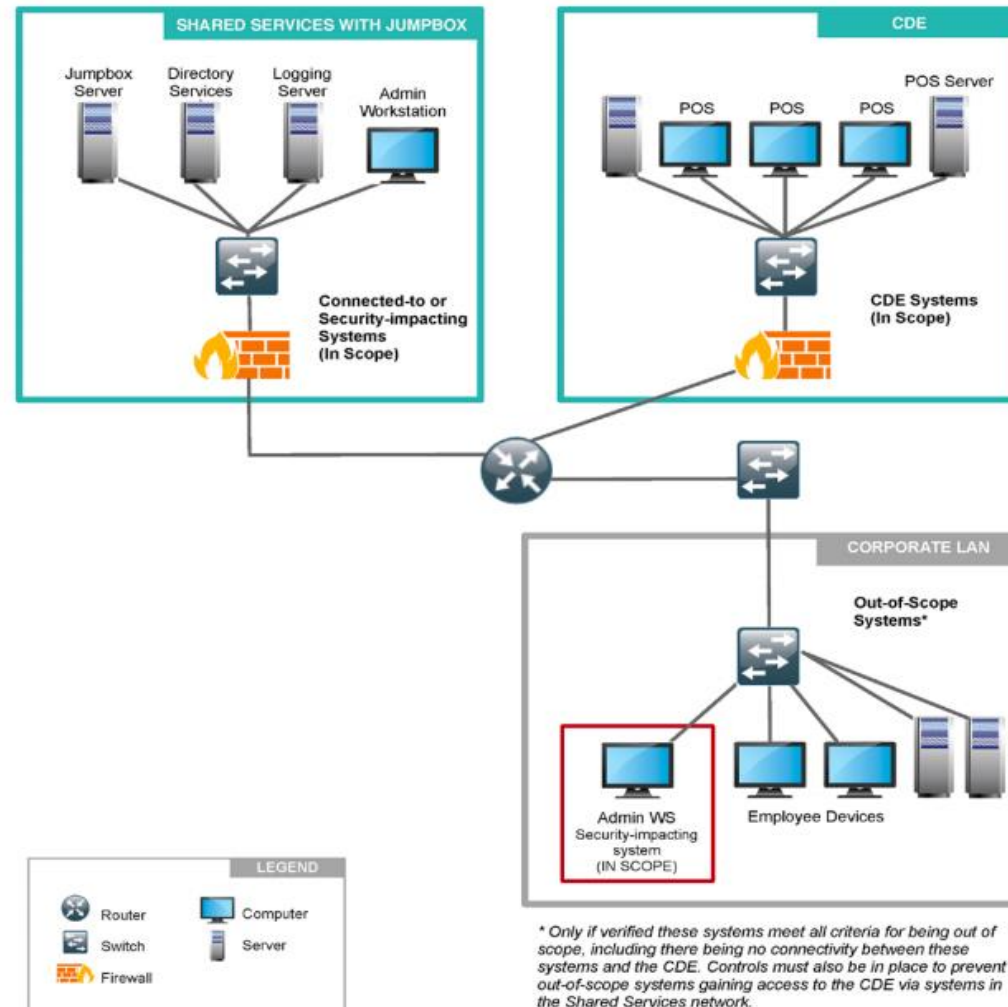 SHARED SERVICES WITH JUMPBOX
Jumpbox
Server
Directory
Services
Logging
Server
Admin
Workstation
Connected-to or
Security-impacting
Systems
(In Scope)
CDE
POS
POS
POS
POS Server
CDE Systems
(In Scope)
CORPORATE LAN
Out-of-Scope
Systems*
Admin WS
Security-impacting
system
(IN SCOPE)
Employee Devices
LEGEND
Router
Computer
Switch
Server
Firewall
* Only if verified these systems meet all criteria for being out of
scope, including there being no connectivity between these
systems and the CDE. Controls must also be in place to prevent
out-of-scope systems gaining access to the CDE via systems in
the Shared Services network.